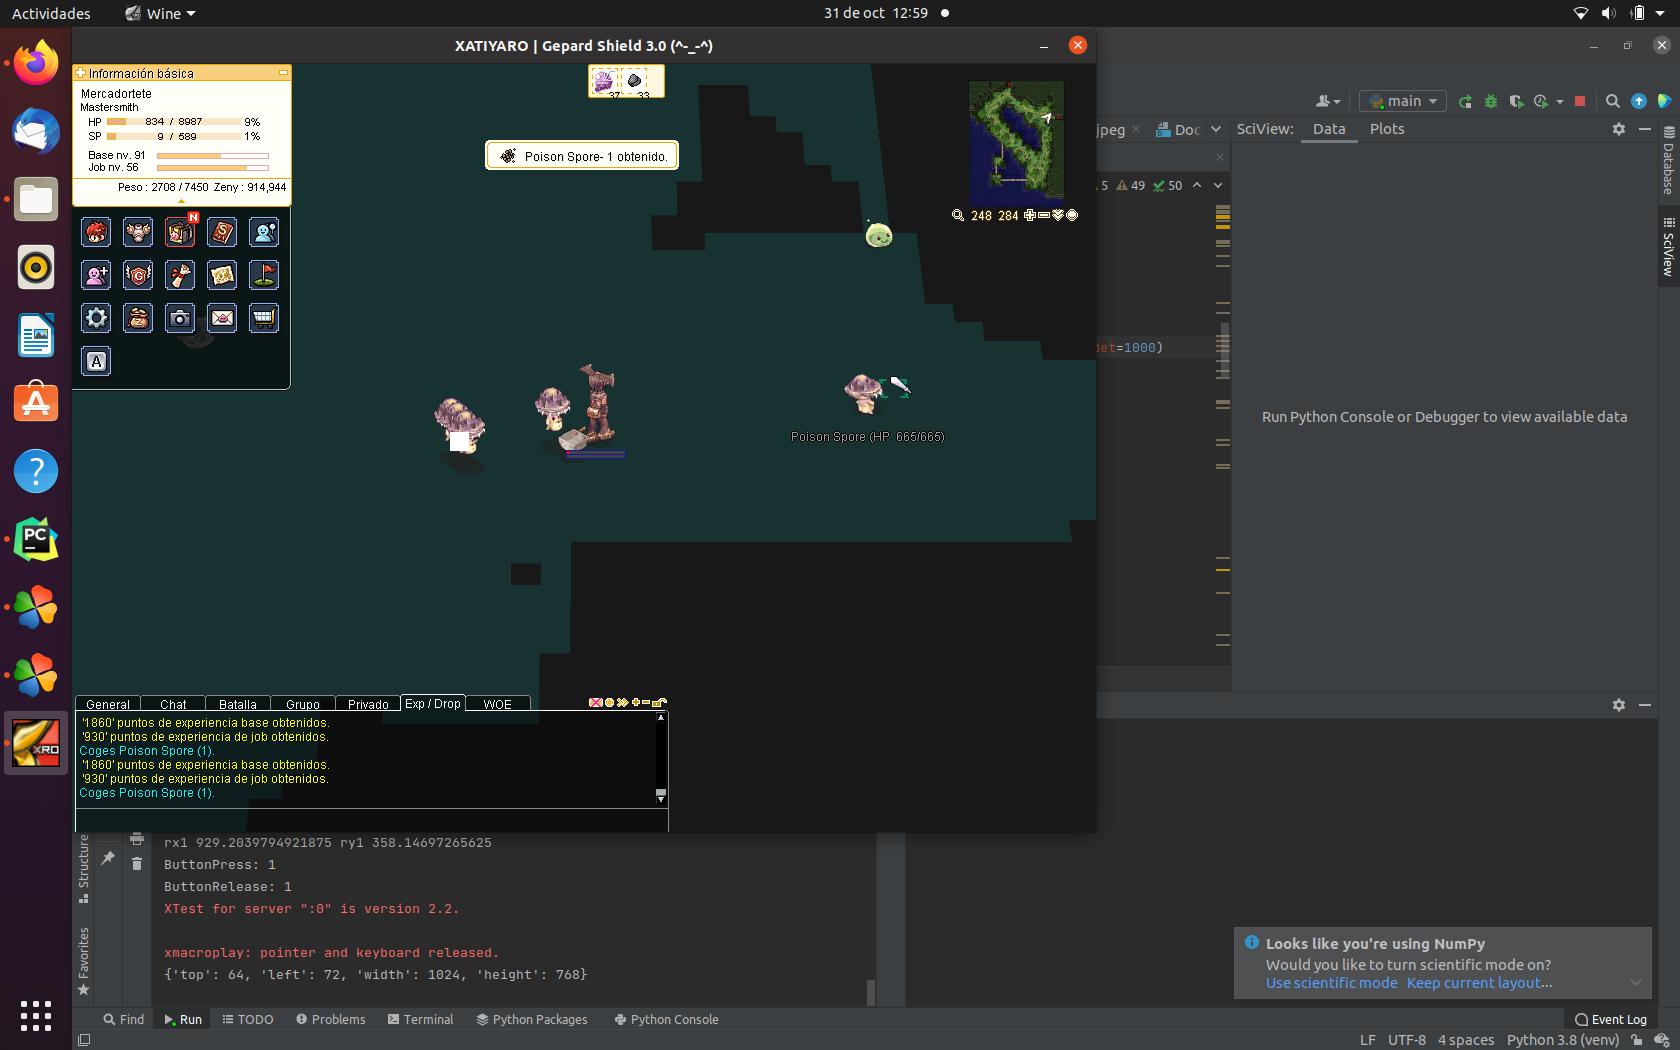 Actividades
Wine
31 de oct 12:59
XATIYARO | Gepard Shield 3.0 (^-_-^)
Información básica
Mercadortete
Mastersmith
HP 834 / 8987 9%
SP 9 / 589 1%
Base nv. 91
Job nv. 56
Peso : 2708 / 7450 Zeny : 914,944
N
A
37 33
Poison Spore- 1 obtenido.
248 284
Poison Spore (HP: 665/665)
General Chat Batalla Grupo Privado Exp / Drop WOE
'1860' puntos de experiencia base obtenidos.
'930' puntos de experiencia de job obtenidos.
Coges Poison Spore (1).
'1860' puntos de experiencia base obtenidos.
'930' puntos de experiencia de job obtenidos.
Coges Poison Spore (1).
main
jpeg Doc
SciView: Data Plots
5 49 50
det=1000)
Run Python Console or Debugger to view available data
Database
SciView
PC
XRO
Structure
Favorites
rx1 929.2039794921875 ry1 358.14697265625
ButtonPress: 1
ButtonRelease: 1
XTest for server ":0" is version 2.2.
xmacroplay: pointer and keyboard released.
{'top': 64, 'left': 72, 'width': 1024, 'height': 768}
Looks like you're using NumPy
Would you like to turn scientific mode on?
Use scientific mode Keep current layout...
Find Run TODO Problems Terminal Python Packages Python Console
Event Log
LF UTF-8 4 spaces Python 3.8 (venv)